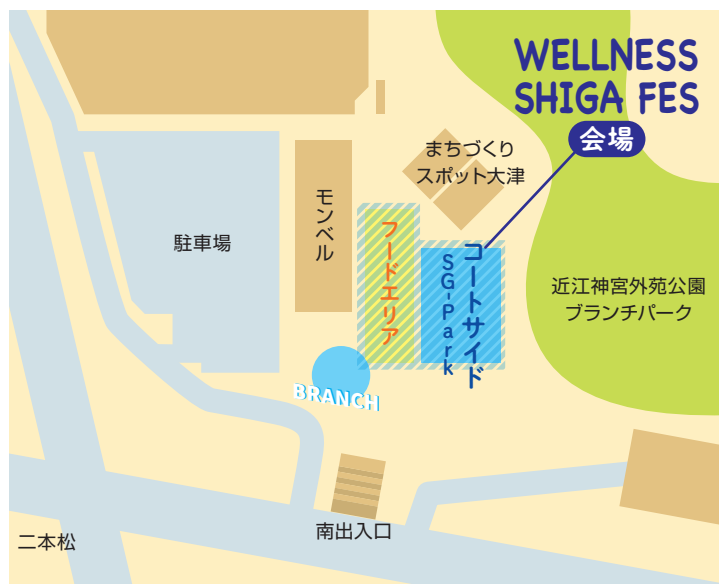 WELLNESS
SHIGA FES
会場
まちづくり
スポット大津
モンベル
駐車場
フードエリア
コートサイド
SG-Park
近江神宮外苑公園
ブランチパーク
BRANCH
南出入口
二本松